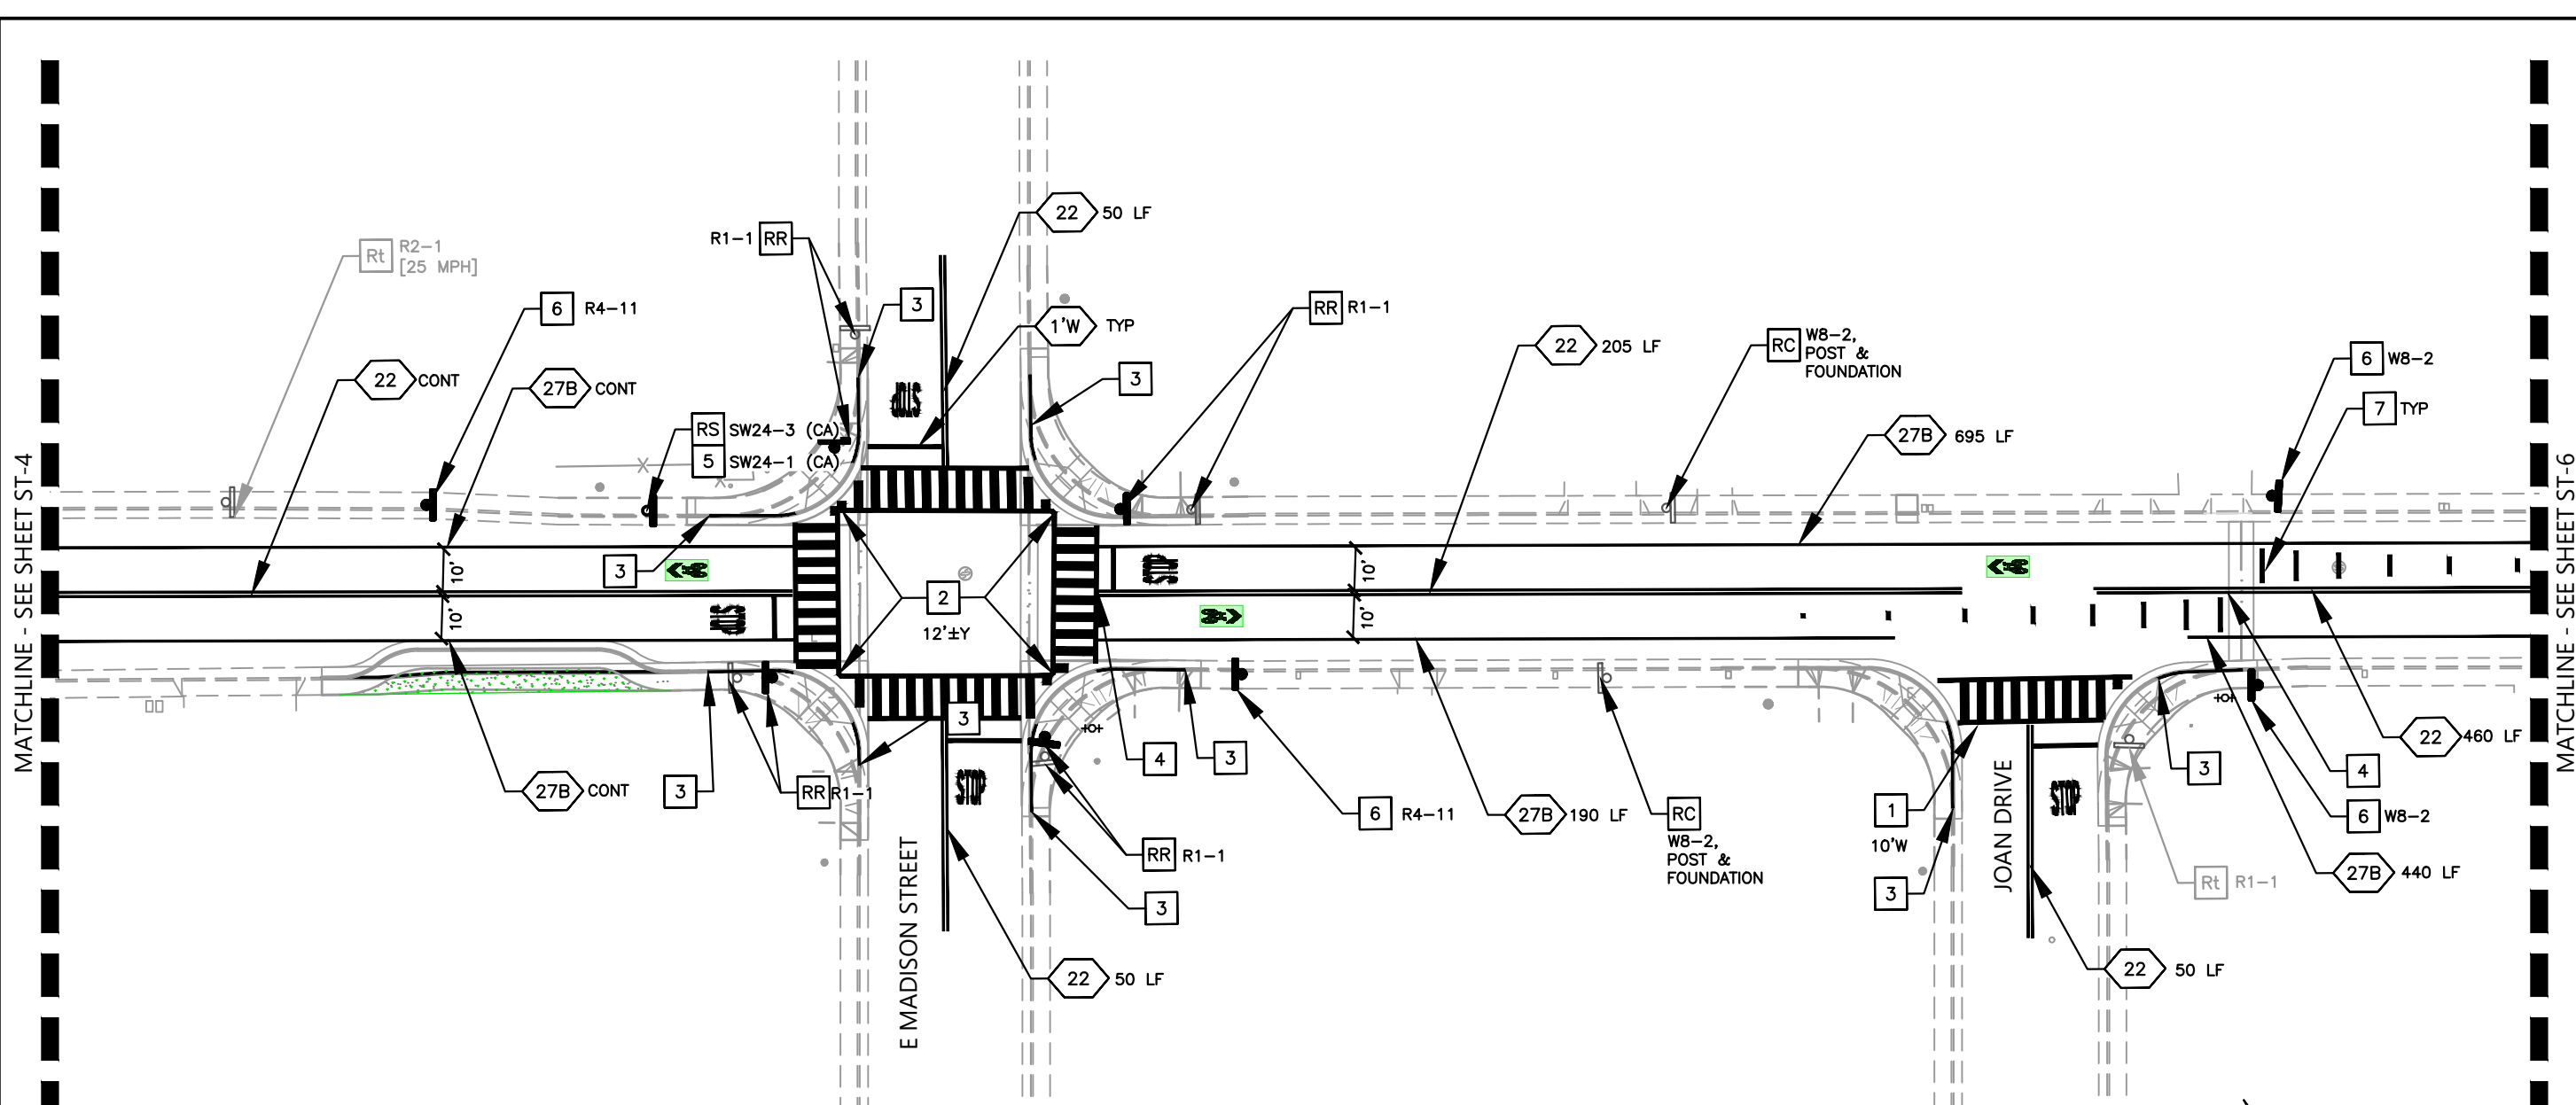 22 50 LF
R1-1 RR
Rt R2-1
[25 MPH]
6 R4-11
3
1'W TYP
RR R1-1
22 205 LF
RC W8-2,
POST &
FOUNDATION
6 W8-2
22 CONT
27B CONT
3
7 TYP
STOP
RS SW24-3 (CA)
5 SW24-1 (CA)
27B 695 LF
MATCHLINE - SEE SHEET ST-4
MATCHLINE - SEE SHEET ST-6
3
10'
10'
STOP
10'
10'
2
12'±Y
STOP
3
4
3
STOP
27B CONT
3
RR R1-1
6 R4-11
27B 190 LF
RC
W8-2,
POST &
FOUNDATION
1
10'W
3
JOAN DRIVE
STOP
22 460 LF
3
4
6 W8-2
27B 440 LF
Rt R1-1
RR R1-1
3
E MADISON STREET
22 50 LF
22 50 LF